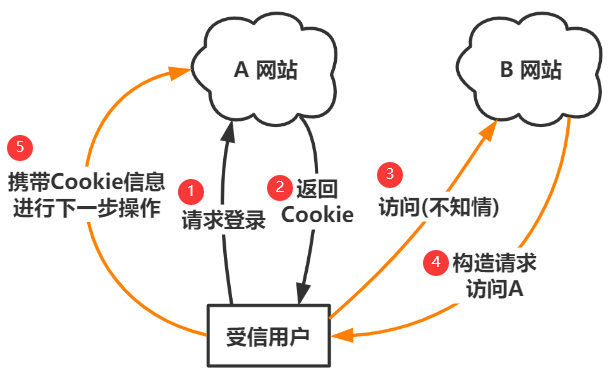 A 网站
B 网站
5
携带Cookie信息
进行下一步操作
1
请求登录
2
返回
Cookie
3
访问(不知情)
4
构造请求
访问A
受信用户